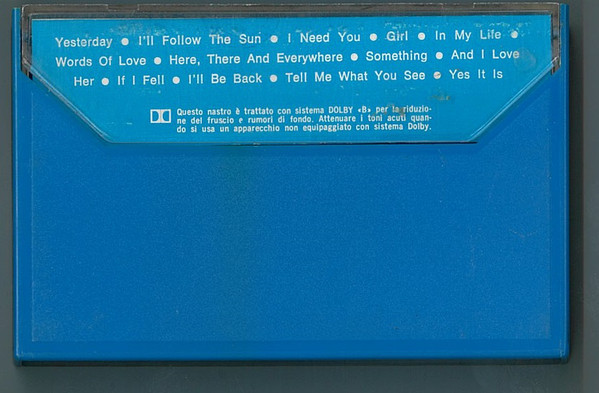 Yesterday ● I'll Follow The Sun ● I Need You ● Girl ● In My Life ●
Words Of Love ● Here, There And Everywhere ● Something ● And I Love
Her ● If I Fell ● I'll Be Back ● Tell Me What You See ● Yes It Is
Questo nastro è trattato con sistema DOLBY «B» per la riduzio-
ne del fruscio e rumori di fondo. Attenuare i toni acuti quan-
do si usa un apparecchio non equipaggiato con sistema Dolby.